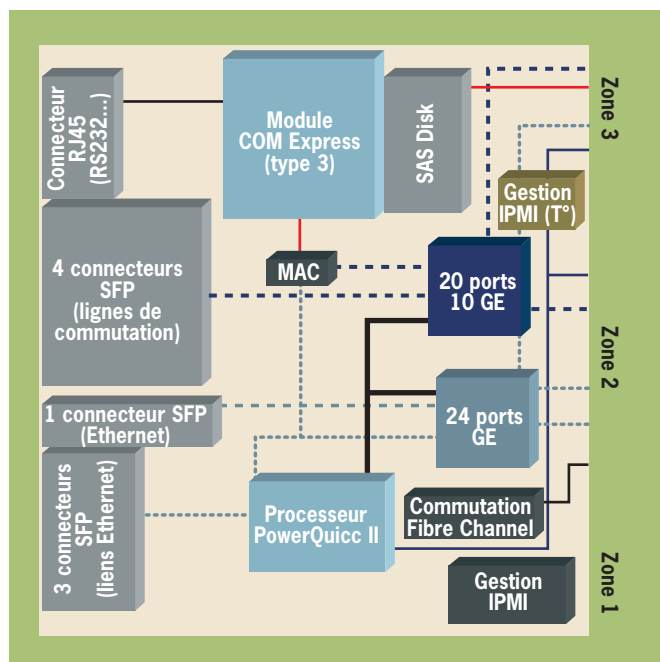 Connecteur
RJ45
(RS232...)
Module
COM Express
(type 3)
SAS Disk
Zone 3
Gestion
IPMI (T°)
4 connecteurs
SFP
(lignes de
commutation)
MAC
20 ports
10 GE
Zone 2
1 connecteur SFP
(Ethernet)
24 ports
GE
3 connecteurs
SFP
(liens Ethernet)
Processeur
PowerQuicc II
Commutation
Fibre Channel
Gestion
IPMI
Zone 1